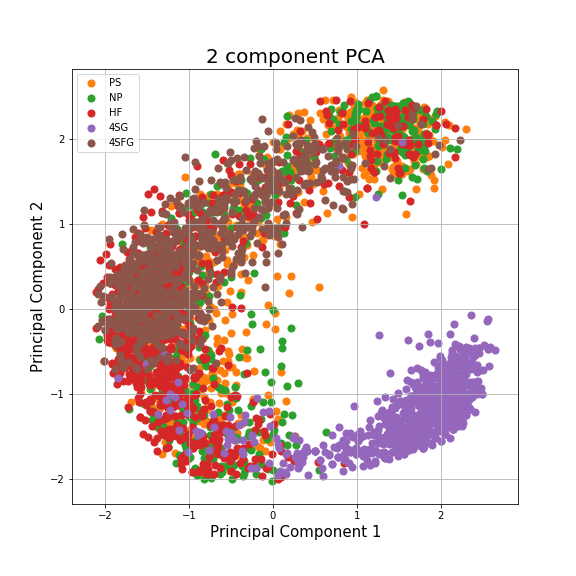 2 component PCA
PS
NP
HF
4SG
4SFG
Principal Component 2
2
1
0
−1
−2
−2
−1
0
1
2
Principal Component 1